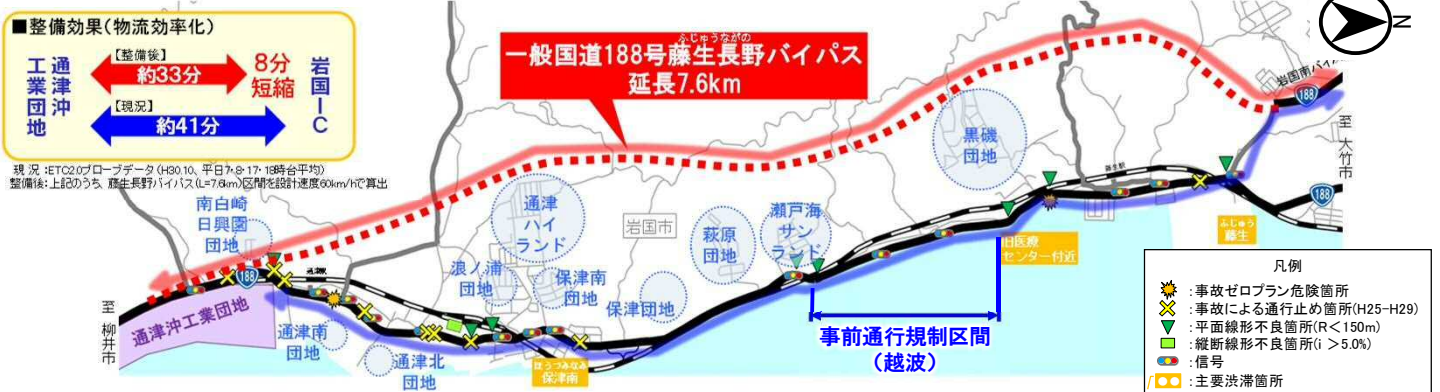 ■整備効果(物流効率化)
通津沖
工業団地
【整備後】
約33分
8分
短縮
【現況】
約41分
岩国IC
現 況:ETC2.0プローブデータ(H30.10、平日7・8・17・18時台平均)
整備後:上記のうち、藤生長野バイパス(L=7.6km)区間を設計速度60km/hで算出
ふじゅうながの
一般国道188号藤生長野バイパス
延長7.6km
N
岩国南バイ
188
至 大竹市
黒磯
団地
藤生駅
188
ふじゅう
藤生
旧医療
センター付近
南白崎
日興園
団地
通津
ハイ
ランド
岩国市
萩原
団地
瀬戸海
サン
ランド
通津駅
188
浪ノ浦
団地
保津南
団地
保津団地
至 柳井市
通津沖工業団地
通津南
団地
通津北
団地
ほうづみなみ
保津南
事前通行規制区間
(越波)
凡例
:事故ゼロプラン危険箇所
:事故による通行止め箇所(H25-H29)
:平面線形不良箇所(R<150m)
:縦断線形不良箇所(i >5.0%)
:信号
:主要渋滞箇所